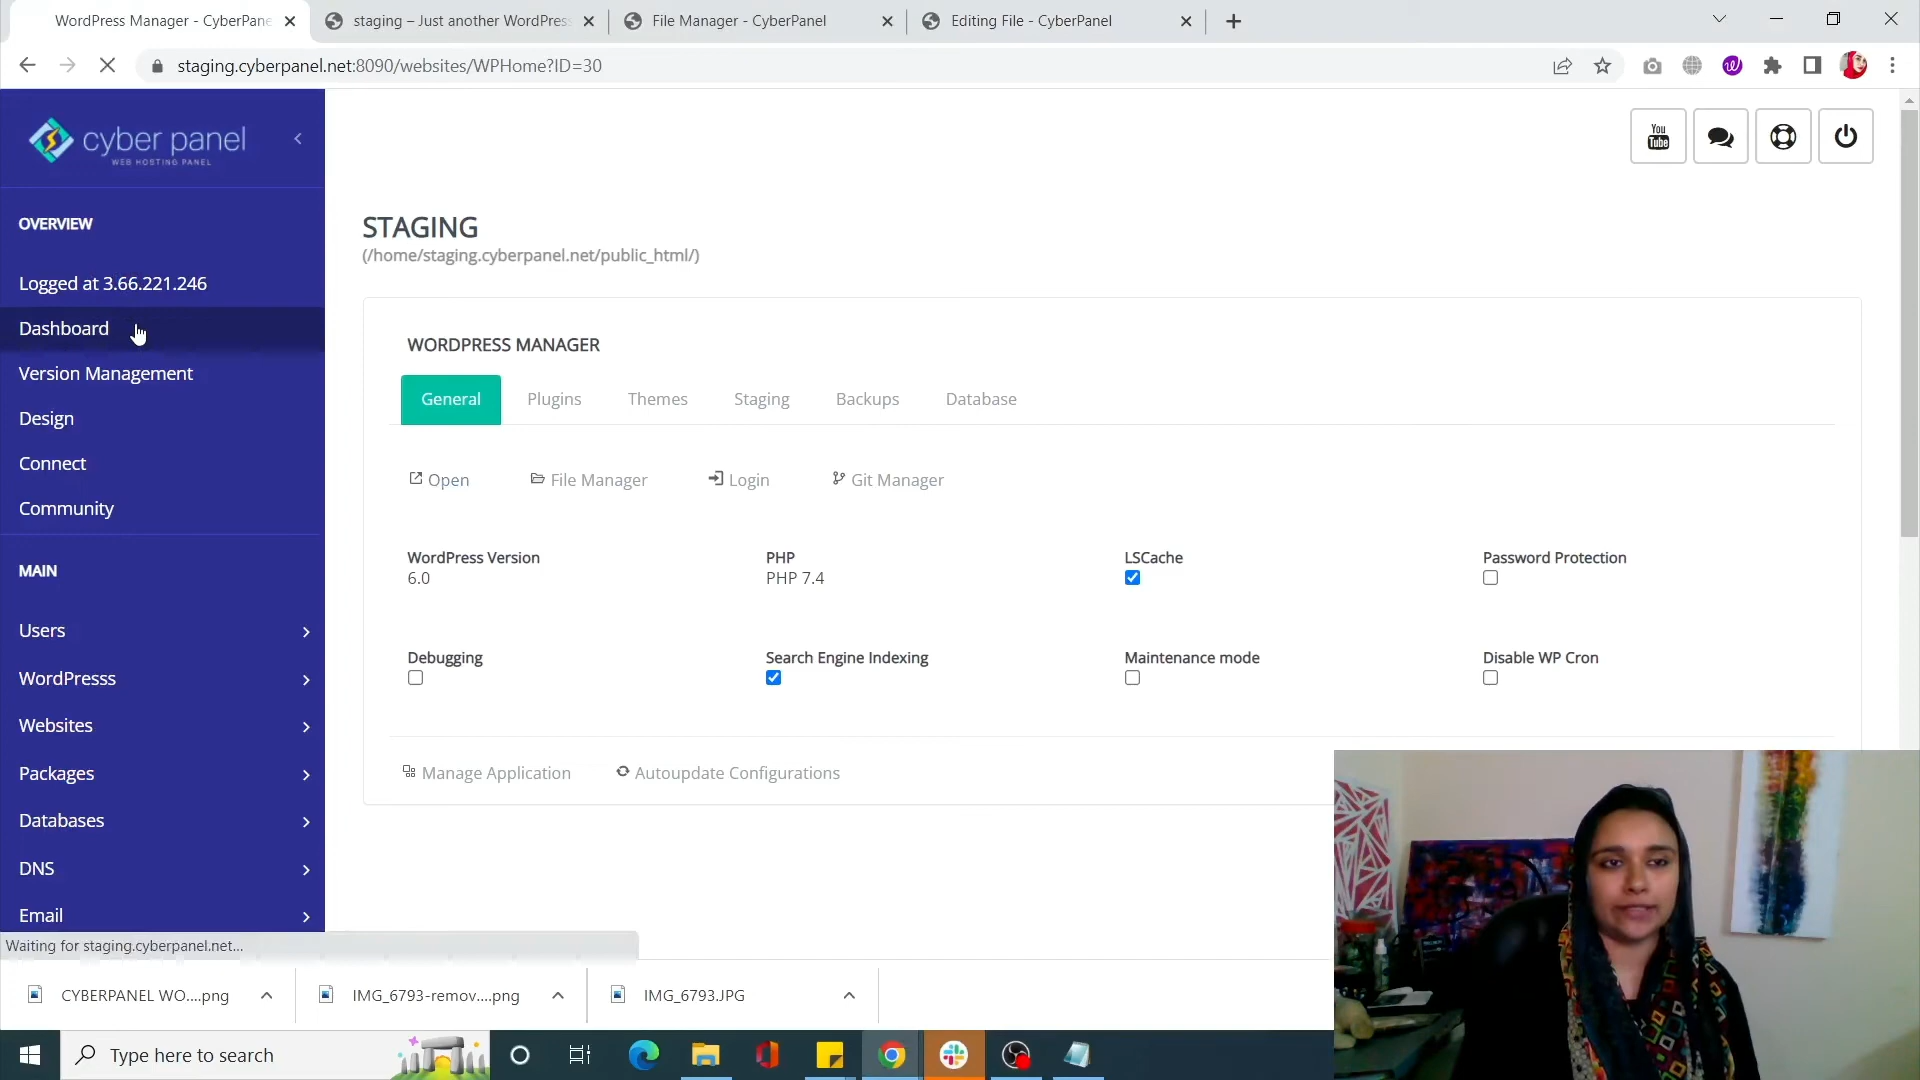 WordPress Manager - CyberPane
staging – Just another WordPress
File Manager - CyberPanel
Editing File - CyberPanel
staging.cyberpanel.net:8090/websites/WPHome?ID=30
cyber panel
WEB HOSTING PANEL
You
Tube
OVERVIEW
Logged at 3.66.221.246
Dashboard
Version Management
Design
Connect
Community
MAIN
Users
WordPresss
Websites
Packages
Databases
DNS
Email
STAGING
(/home/staging.cyberpanel.net/public_html/)
WORDPRESS MANAGER
General Plugins Themes Staging Backups Database
Open File Manager Login Git Manager
WordPress Version
6.0
PHP
PHP 7.4
LSCache
Password Protection
Debugging
Search Engine Indexing
Maintenance mode
Disable WP Cron
Manage Application Autoupdate Configurations
Waiting for staging.cyberpanel.net...
CYBERPANEL WO....png
IMG_6793-remov....png
IMG_6793.JPG
Type here to search